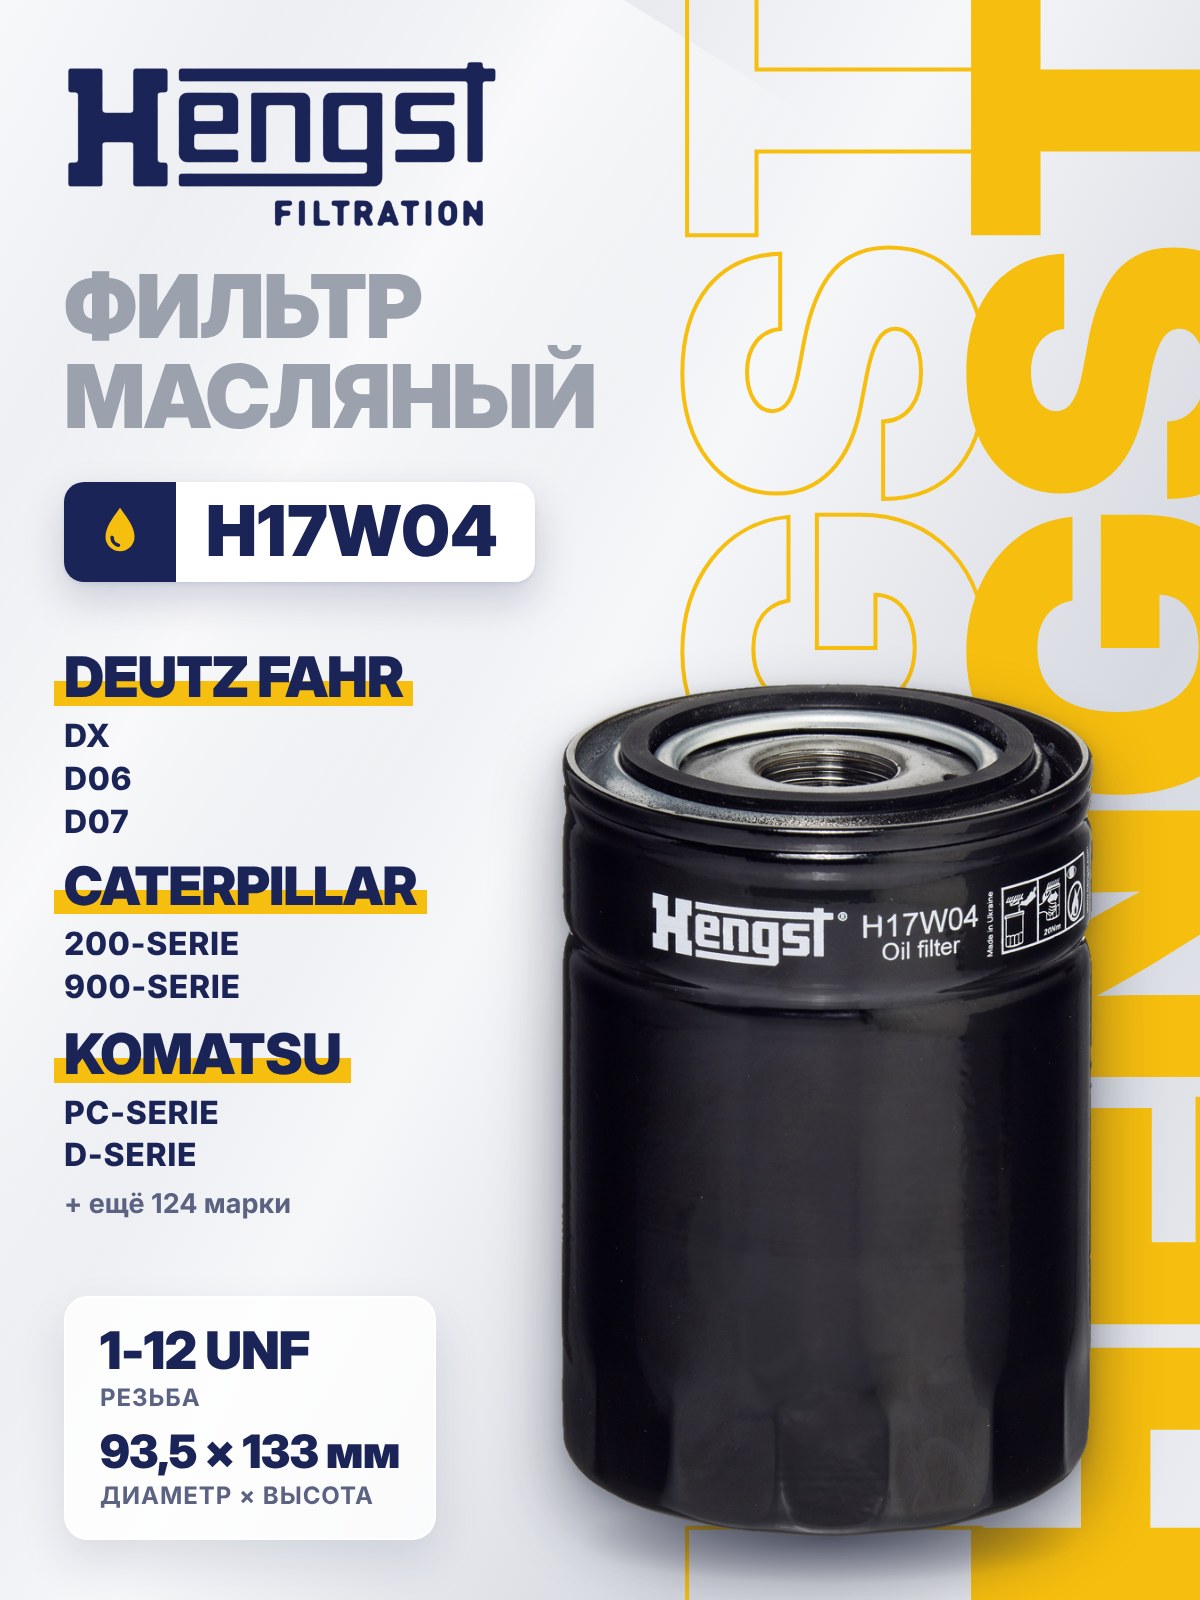 Hengst
FILTRATION
ФИЛЬТР
МАСЛЯНЫЙ
H17W04
DEUTZ FAHR
DX
D06
D07
CATERPILLAR
200-SERIE
900-SERIE
KOMATSU
PC-SERIE
D-SERIE
+ ещё 124 марки
1-12 UNF
РЕЗЬБА
93,5 × 133 мм
ДИАМЕТР × ВЫСОТА
Hengst®
H17W04
Oil filter
Made in Ukraine
20Nm
HENGST
GST